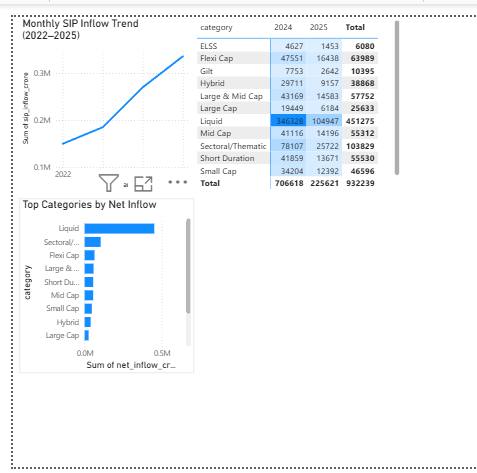 Monthly SIP Inflow Trend
(2022–2025)
Sum of sip_inflow_crore
0.3M
0.2M
0.1M
2022
category 2024 2025 Total
ELSS 4627 1453 6080
Flexi Cap 47551 16438 63989
Gilt 7753 2642 10395
Hybrid 29711 9157 38868
Large & Mid Cap 43169 14583 57752
Large Cap 19449 6184 25633
Liquid 346328 104947 451275
Mid Cap 41116 14196 55312
Sectoral/Thematic 78107 25722 103829
Short Duration 41859 13671 55530
Small Cap 34204 12392 46596
Total 706618 225621 932239
Top Categories by Net Inflow
category
Liquid
Sectoral/...
Flexi Cap
Large & ...
Short Du...
Mid Cap
Small Cap
Hybrid
Large Cap
0.0M 0.5M
Sum of net_inflow_cr...